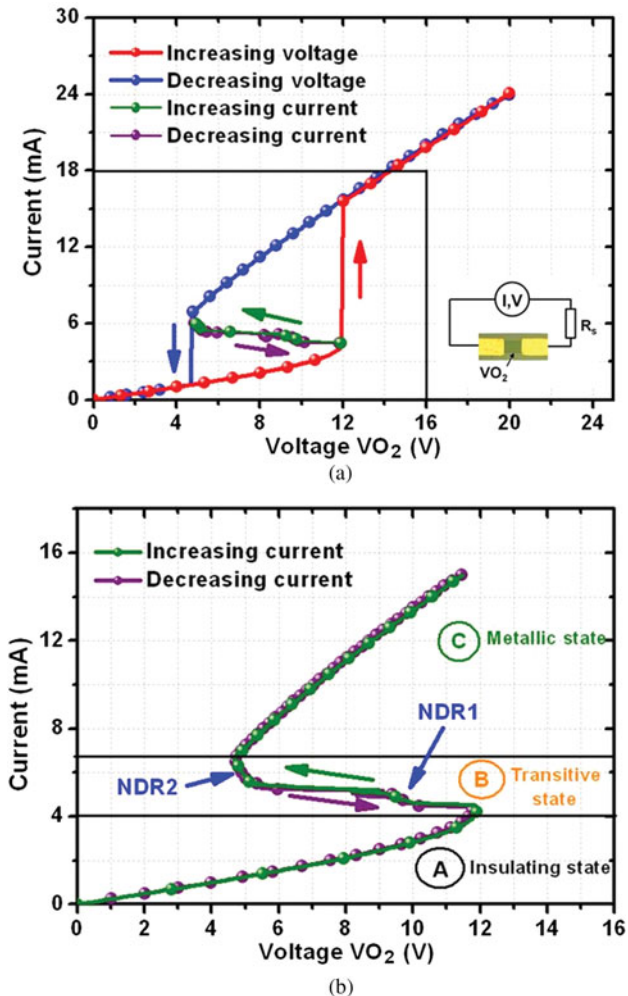 30
24
18
12
6
0
Current (mA)
Increasing voltage
Decreasing voltage
Increasing current
Decreasing current
I,V
Rs
VO2
0 4 8 12 16 20 24
Voltage VO2 (V)
(a)
16
12
8
4
0
Current (mA)
Increasing current
Decreasing current
C Metallic state
NDR1
NDR2
B Transitive
state
A Insulating state
0 2 4 6 8 10 12 14 16
Voltage VO2 (V)
(b)